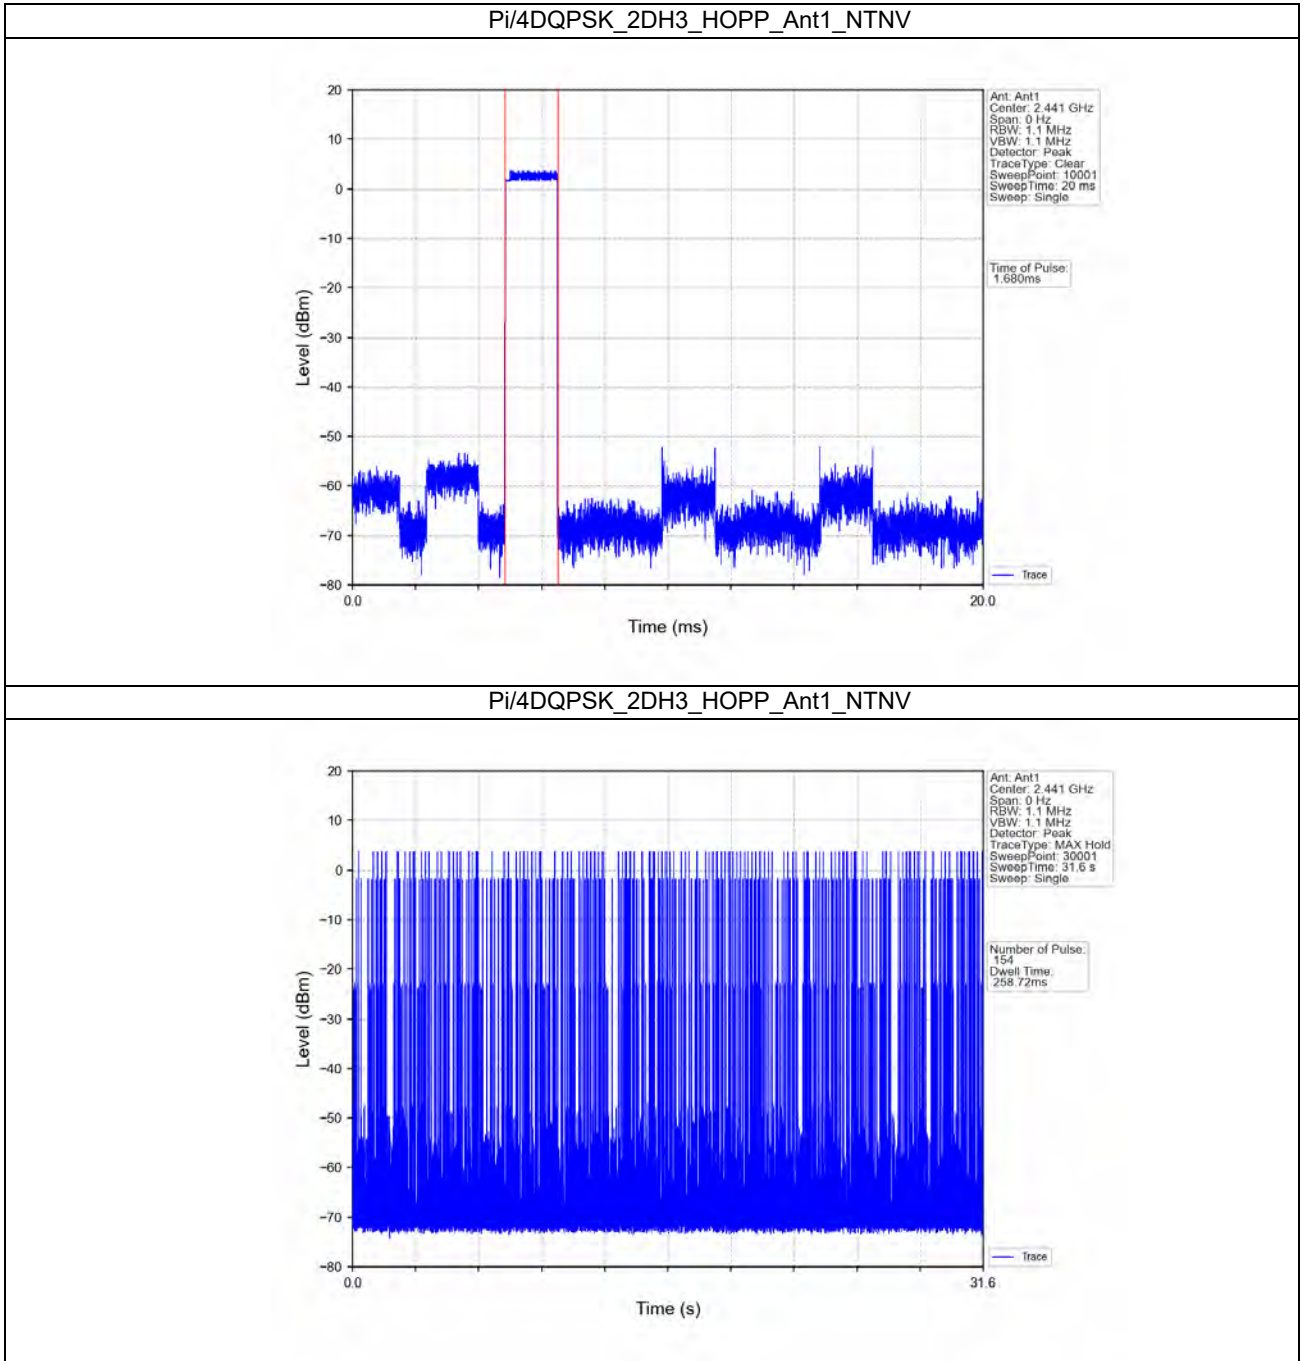 Pi/4DQPSK_2DH3_HOPP_Ant1_NTNV
20
10
0
−10
−20
−30
−40
−50
−60
−70
−80
Level (dBm)
0.0
20.0
Time (ms)
Ant: Ant1
Center: 2.441 GHz
Span: 0 Hz
RBW: 1.1 MHz
VBW: 1.1 MHz
Detector: Peak
TraceType: Clear
SweepPoint: 10001
SweepTime: 20 ms
Sweep: Single
Time of Pulse:
1.680ms
Trace
Pi/4DQPSK_2DH3_HOPP_Ant1_NTNV
20
10
0
−10
−20
−30
−40
−50
−60
−70
−80
Level (dBm)
0.0
31.6
Time (s)
Ant: Ant1
Center: 2.441 GHz
Span: 0 Hz
RBW: 1.1 MHz
VBW: 1.1 MHz
Detector: Peak
TraceType: MAX Hold
SweepPoint: 30001
SweepTime: 31.6 s
Sweep: Single
Number of Pulse:
154
Dwell Time:
258.72ms
Trace